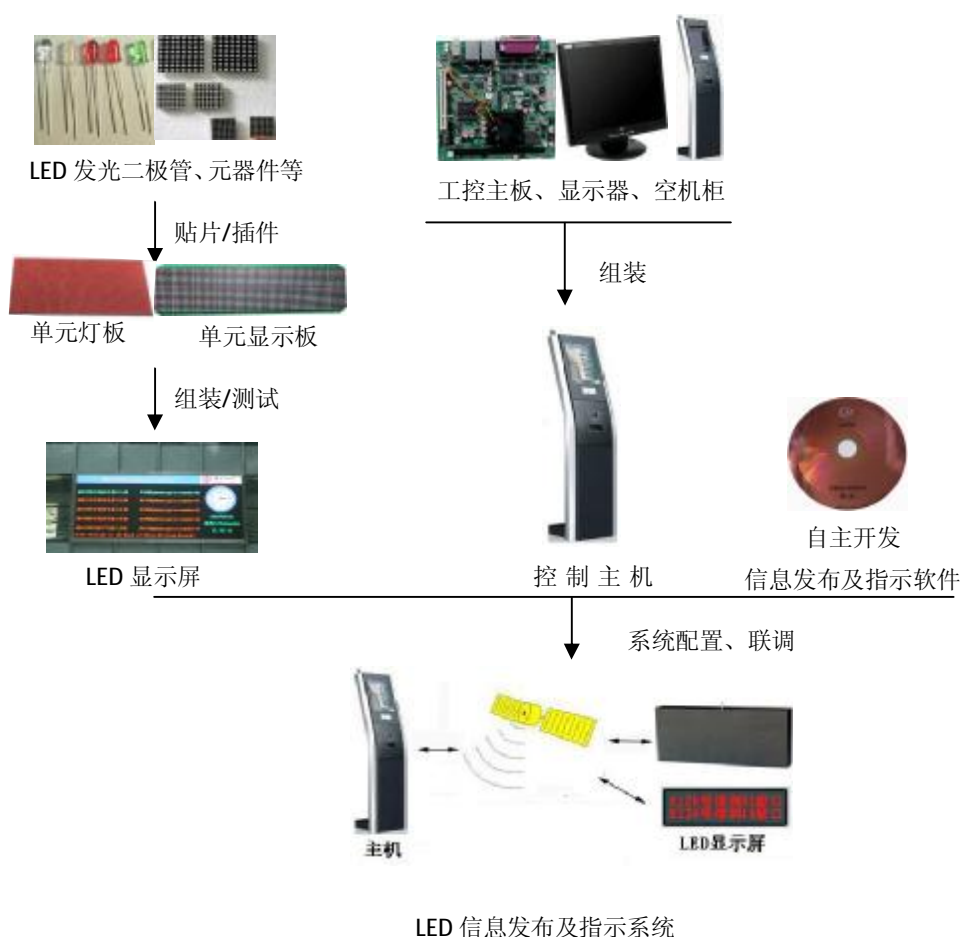 LED 发光二极管、元器件等
工控主板、显示器、空机柜
贴片/插件
组装
单元灯板
单元显示板
组装/测试
自主开发
LED 显示屏
控 制 主 机
信息发布及指示软件
系统配置、联调
主机
LED显示屏
LED 信息发布及指示系统